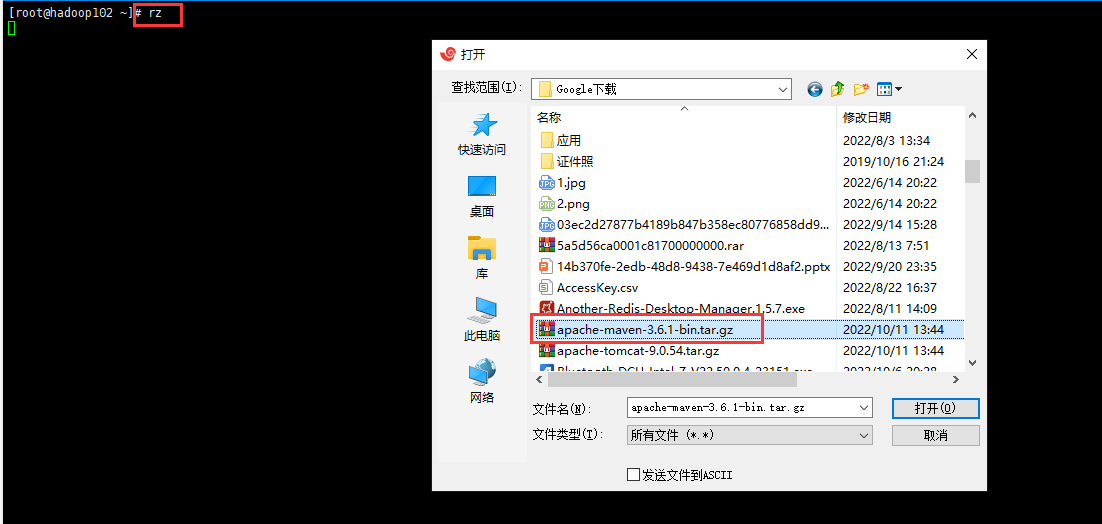 [root@hadoop102 ~]# rz
打开
查找范围(I):
Google下载
名称
修改日期
应用
2022/8/3 13:34
证件照
2019/10/16 21:24
1.jpg
2022/6/14 20:22
2.png
2022/6/14 20:22
03ec2d27877b4189b847b358ec80776858dd9...
2022/9/14 15:28
5a5d56ca0001c81700000000.rar
2022/8/13 7:51
14b370fe-2edb-48d8-9438-7e469d1d8af2.pptx
2022/9/20 23:35
AccessKey.csv
2022/8/22 16:37
Another-Redis-Desktop-Manager.1.5.7.exe
2022/8/11 14:09
apache-maven-3.6.1-bin.tar.gz
2022/10/11 13:44
apache-tomcat-9.0.54.tar.gz
2022/10/11 13:44
快速访问
桌面
库
此电脑
网络
文件名(N):
apache-maven-3.6.1-bin.tar.gz
打开(O)
文件类型(T):
所有文件 (*.*)
取消
发送文件到ASCII